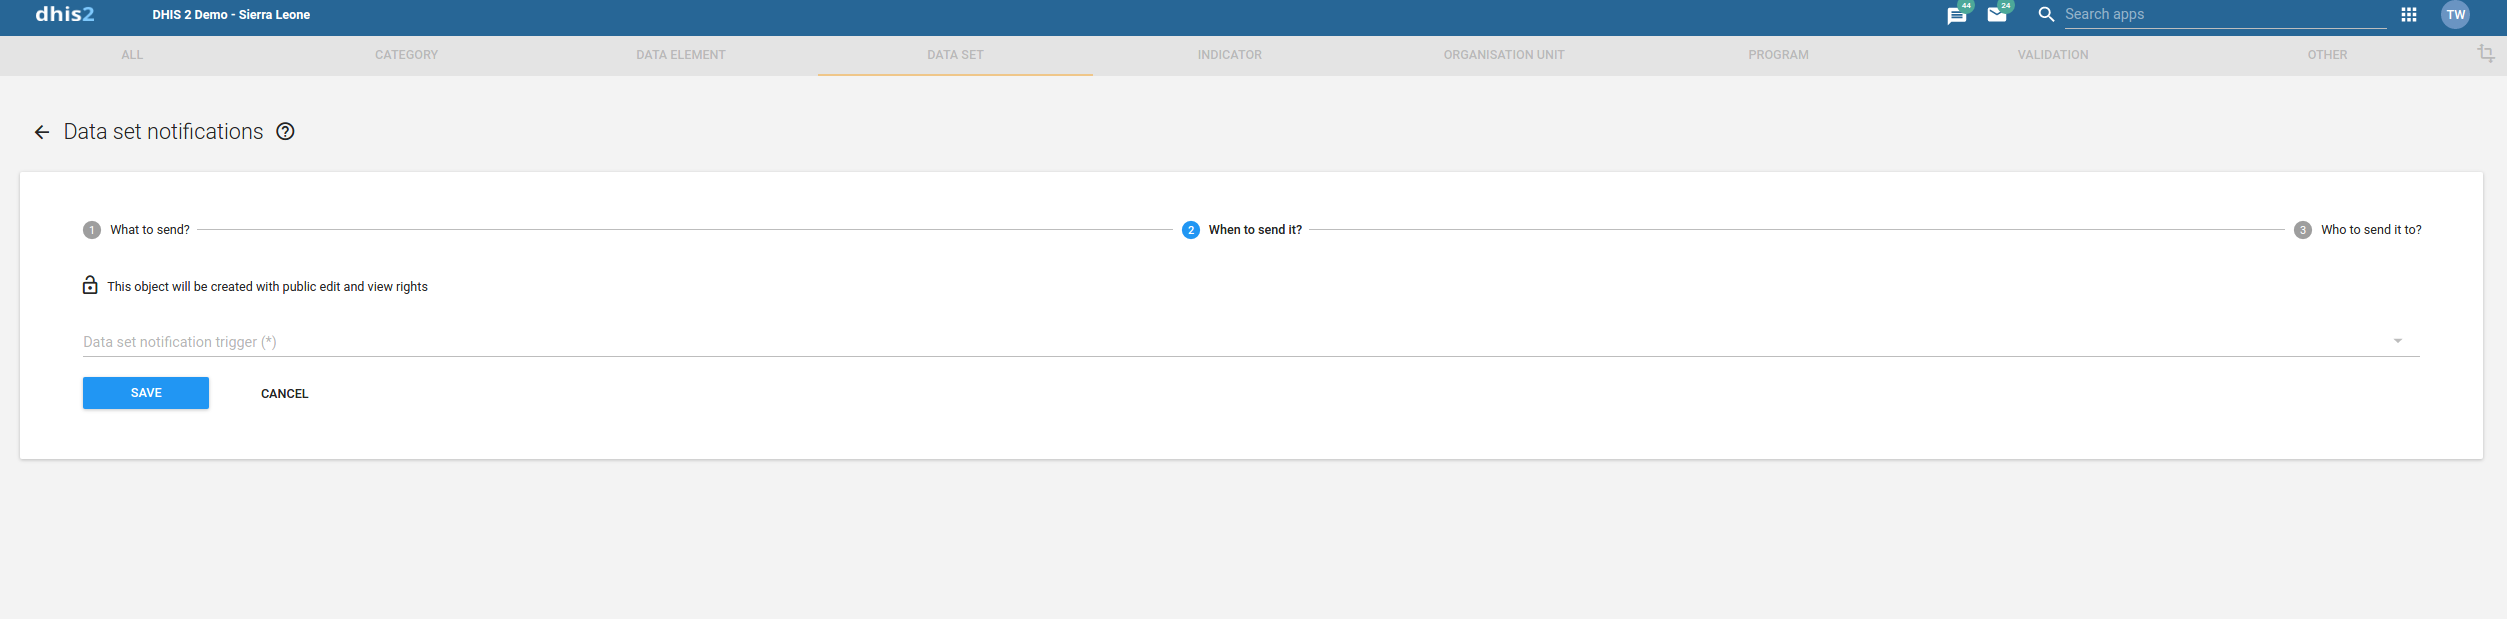 dhis2 DHIS 2 Demo - Sierra Leone 44 24 Search apps TW
ALL CATEGORY DATA ELEMENT DATA SET INDICATOR ORGANISATION UNIT PROGRAM VALIDATION OTHER
Data set notifications
1 What to send? 2 When to send it? 3 Who to send it to?
This object will be created with public edit and view rights
Data set notification trigger (*)
SAVE CANCEL